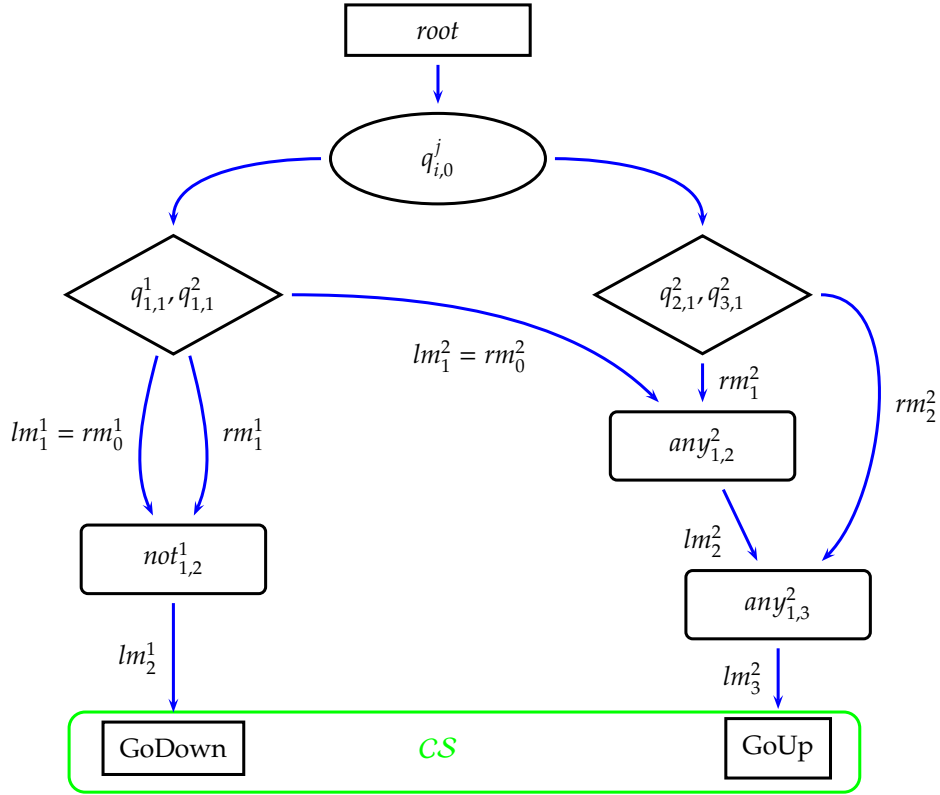 root
q^j_{i,0}
q^1_{1,1}, q^2_{1,1}
q^2_{2,1}, q^2_{3,1}
lm^2_1 = rm^2_0
rm^2_1
rm^2_2
lm^1_1 = rm^1_0
rm^1_1
any^2_{1,2}
lm^2_2
not^1_{1,2}
any^2_{1,3}
lm^1_2
lm^2_3
GoDown
CS
GoUp